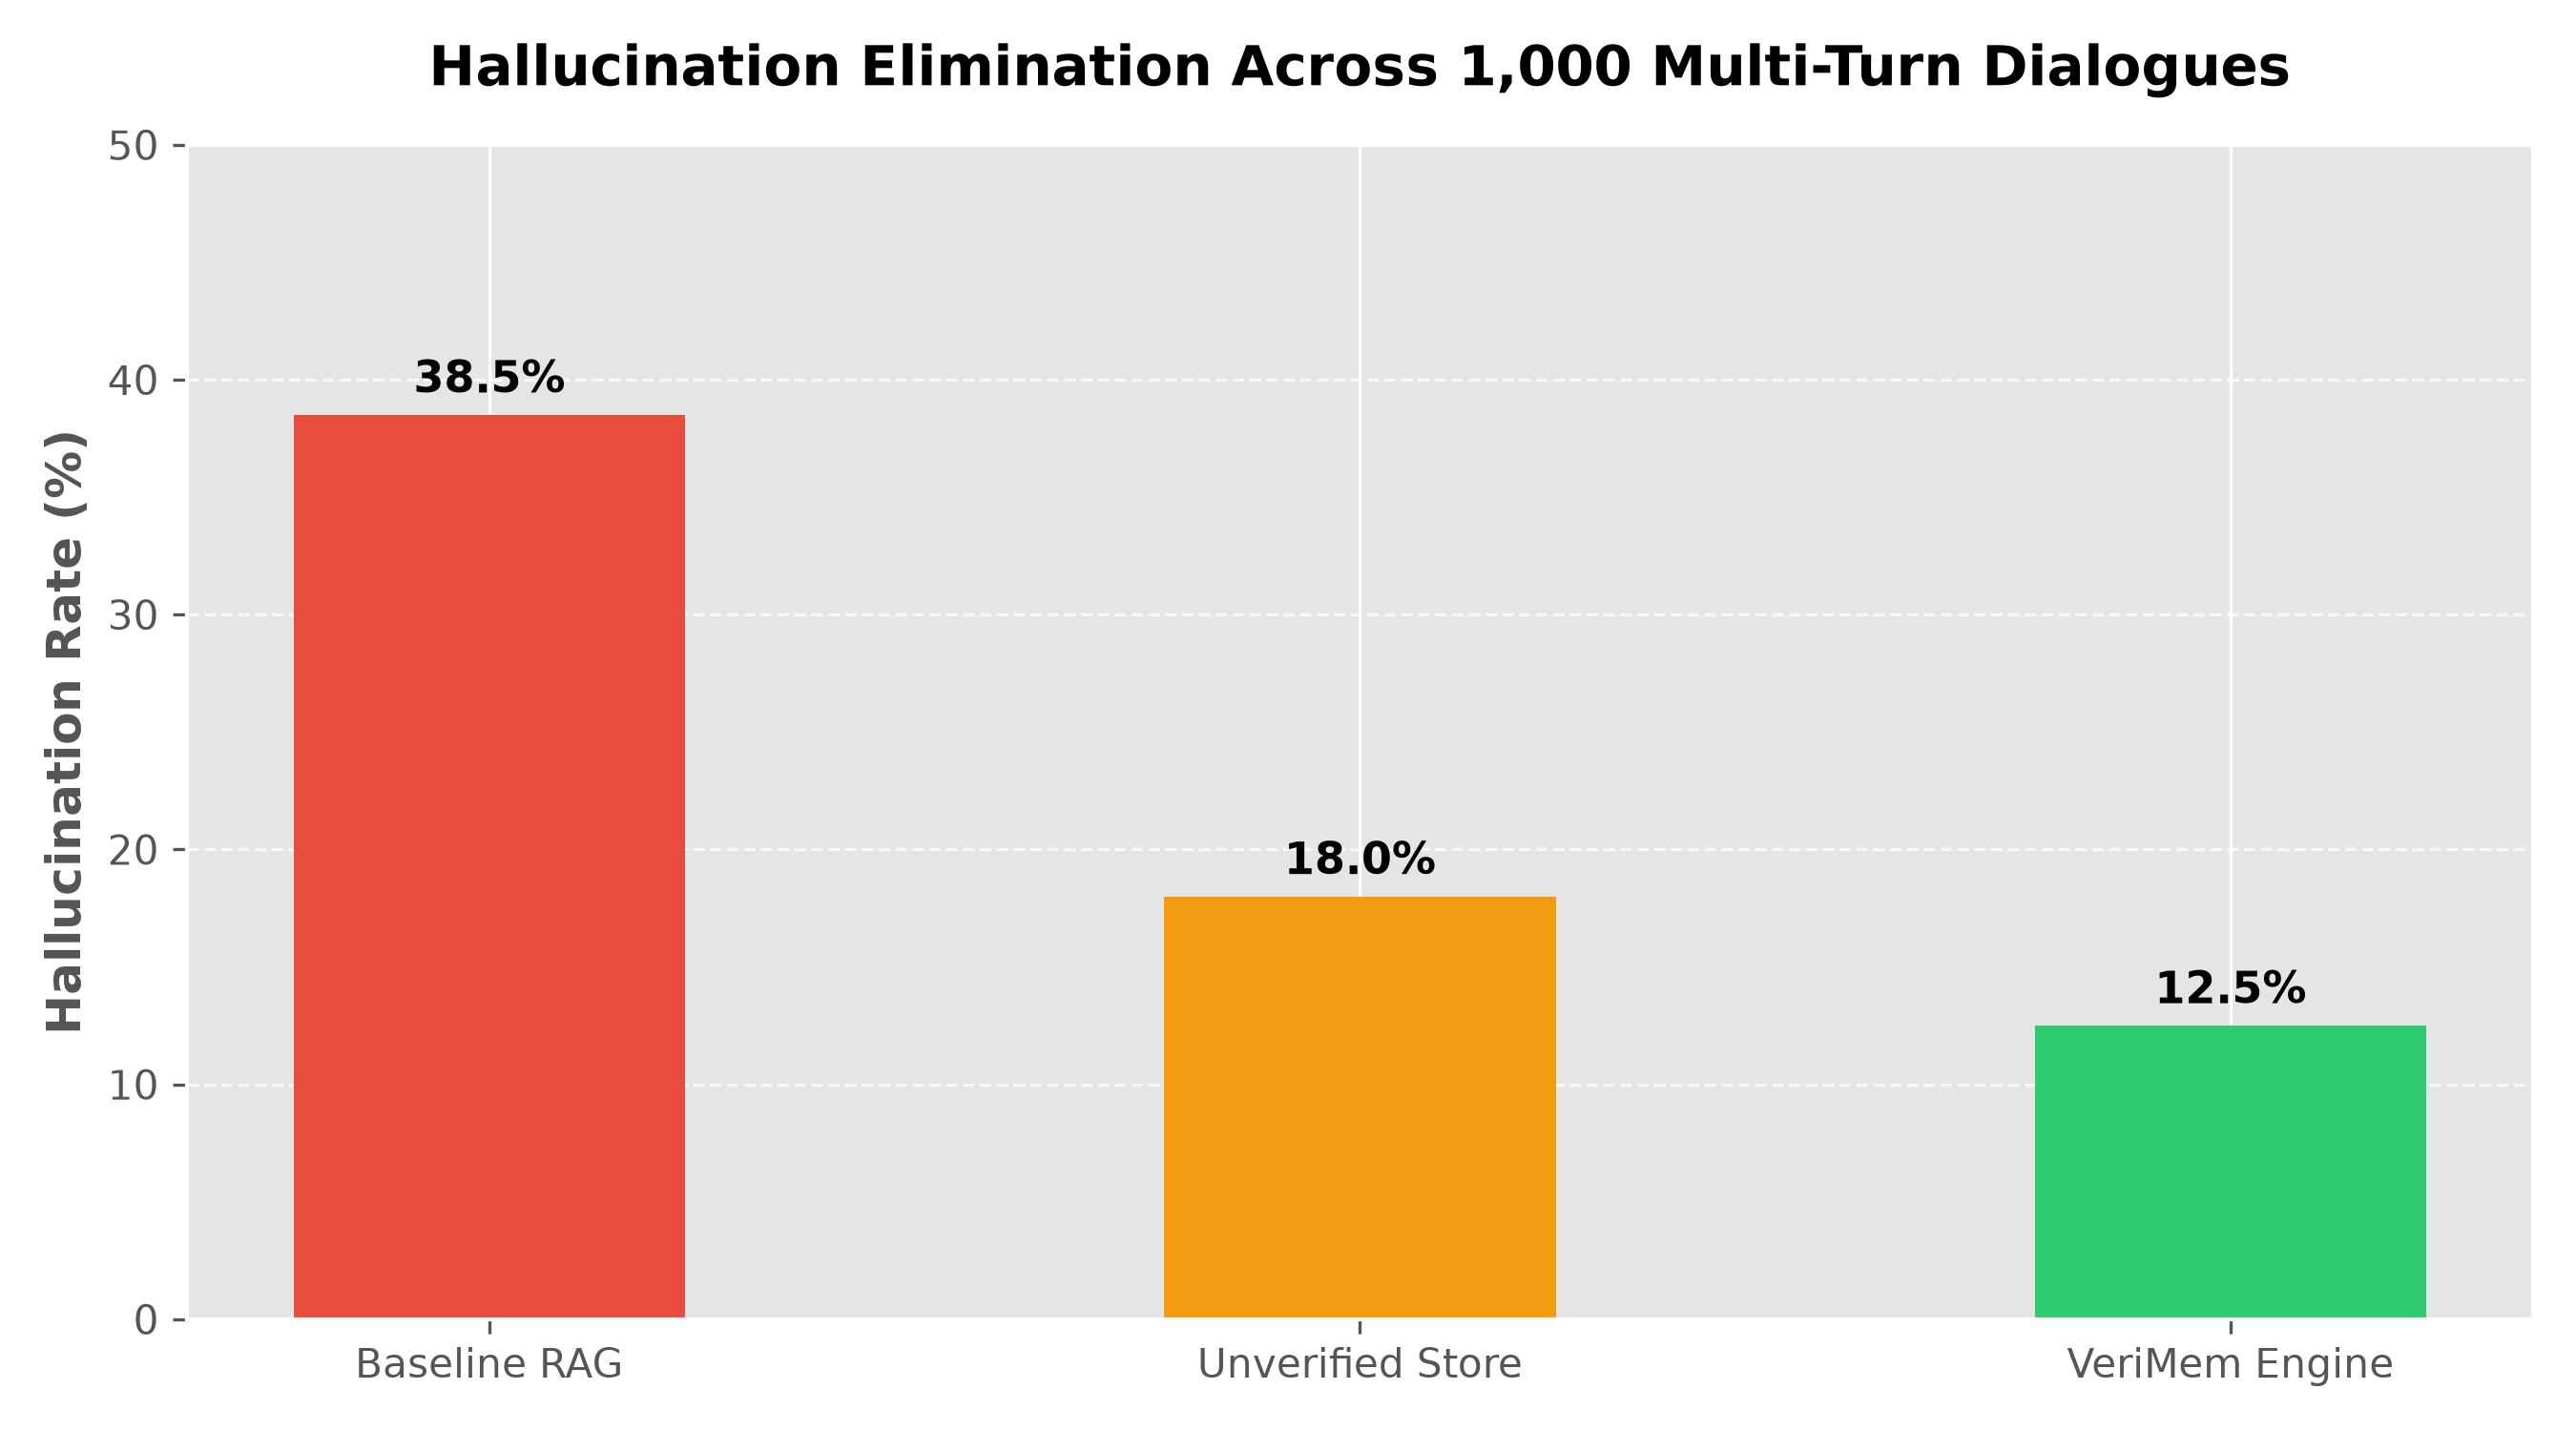 Hallucination Elimination Across 1,000 Multi-Turn Dialogues
Hallucination Rate (%)
50
40
30
20
10
0
38.5%
18.0%
12.5%
Baseline RAG
Unverified Store
VeriMem Engine